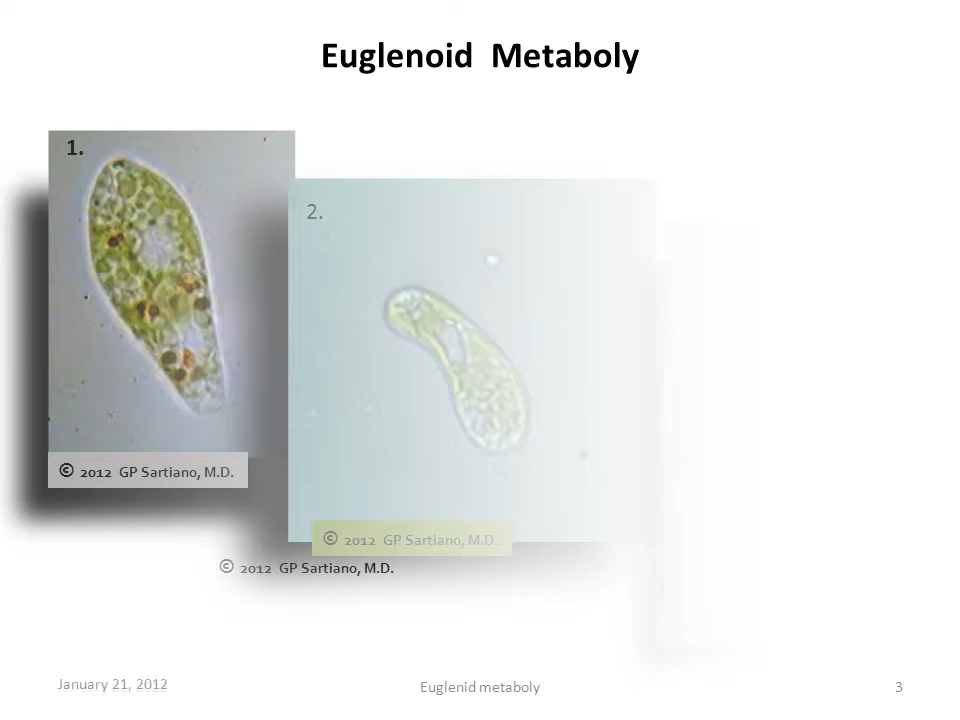 Euglenoid Metaboly
1.
2.
© 2012 GP Sartiano, M.D.
© 2012 GP Sartiano, M.D.
© 2012 GP Sartiano, M.D.
January 21, 2012
Euglenid metaboly
3